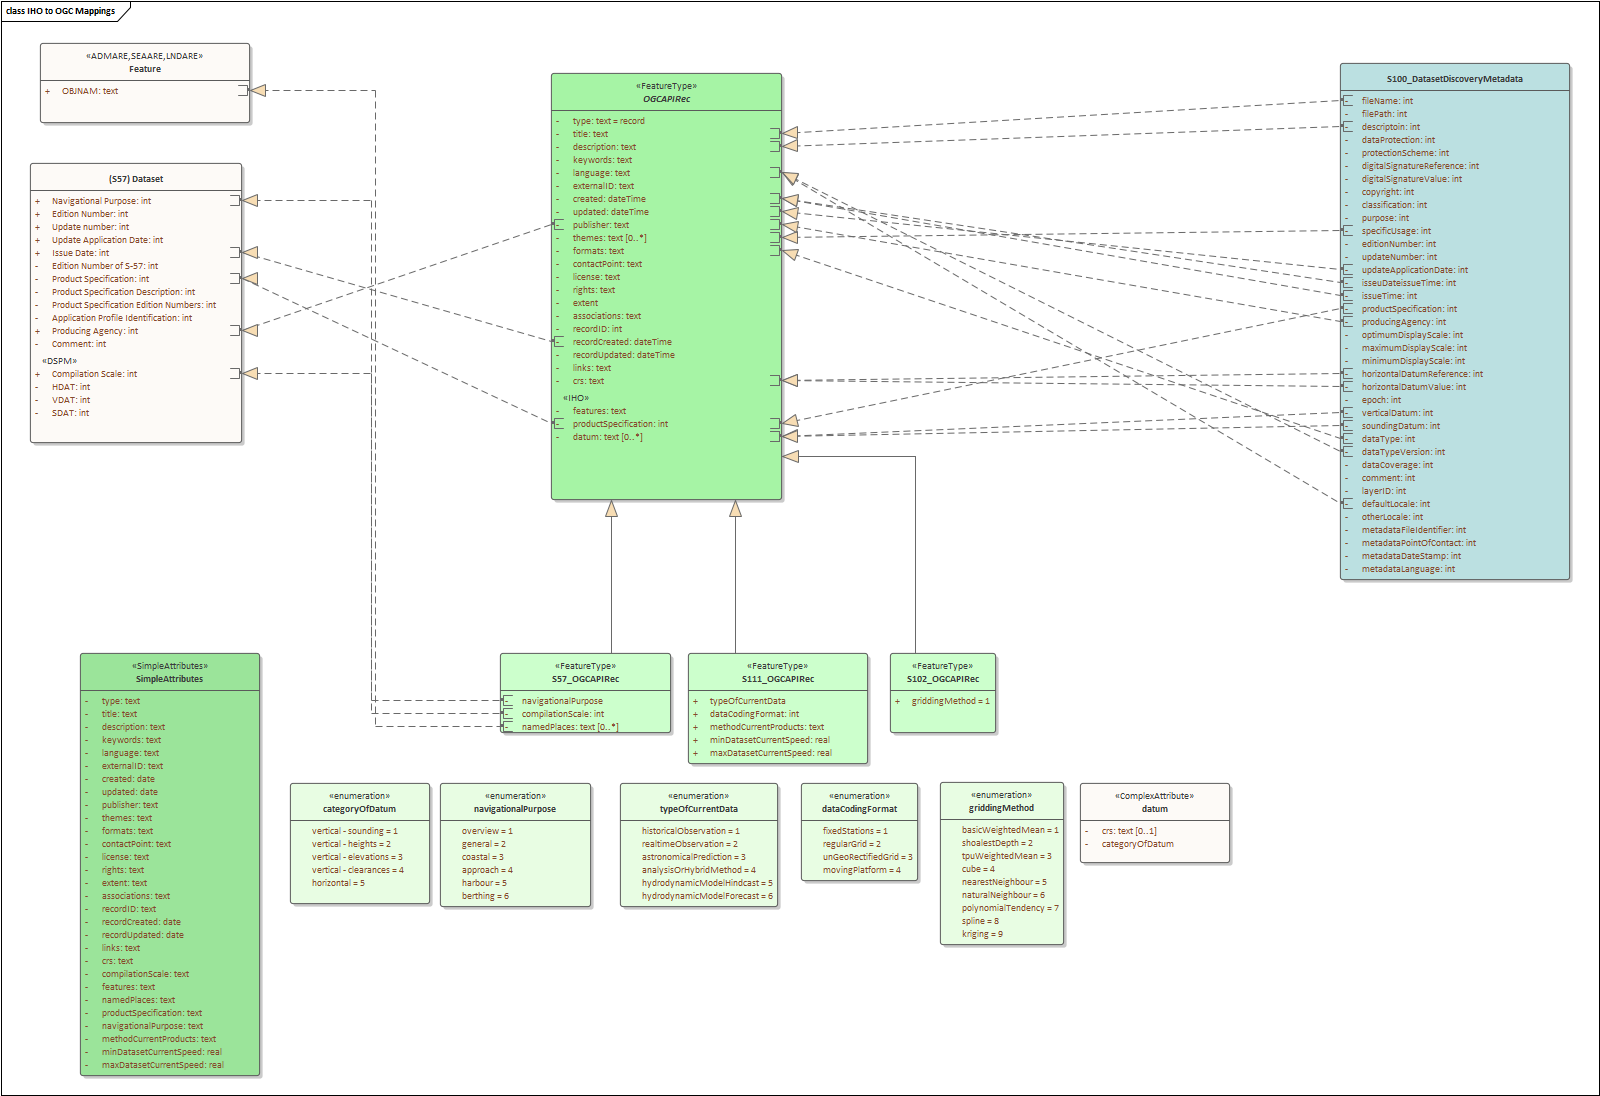 class IHO to OGC Mappings
«ADMARE,SEAARE,LNDARE»
Feature
+ OBJNAM: text
(S57) Dataset
+ Navigational Purpose: int
+ Edition Number: int
+ Update number: int
+ Update Application Date: int
+ Issue Date: int
- Edition Number of S-57: int
- Product Specification: int
- Product Specification Description: int
- Product Specification Edition Numbers: int
- Application Profile Identification: int
+ Producing Agency: int
- Comment: int
«DSPM»
+ Compilation Scale: int
- HDAT: int
- VDAT: int
- SDAT: int
«FeatureType»
OGCAPIRec
- type: text = record
- title: text
- description: text
- keywords: text
- language: text
- externalID: text
- created: dateTime
- updated: dateTime
- publisher: text
- themes: text [0..*]
- formats: text
- contactPoint: text
- license: text
- rights: text
- extent
- associations: text
- recordID: int
- recordCreated: dateTime
- recordUpdated: dateTime
- links: text
- crs: text
«IHO»
- features: text
- productSpecification: int
- datum: text [0..*]
S100_DatasetDiscoveryMetadata
- fileName: int
- filePath: int
- descriptoin: int
- dataProtection: int
- protectionScheme: int
- digitalSignatureReference: int
- digitalSignatureValue: int
- copyright: int
- classification: int
- purpose: int
- specificUsage: int
- editionNumber: int
- updateNumber: int
- updateApplicationDate: int
- isseuDateissueTime: int
- issueTime: int
- productSpecification: int
- producingAgency: int
- optimumDisplayScale: int
- maximumDisplayScale: int
- minimumDisplayScale: int
- horizontalDatumReference: int
- horizontalDatumValue: int
- epoch: int
- verticalDatum: int
- soundingDatum: int
- dataType: int
- dataTypeVersion: int
- dataCoverage: int
- comment: int
- layerID: int
- defaultLocale: int
- otherLocale: int
- metadataFileIdentifier: int
- metadataPointOfContact: int
- metadataDateStamp: int
- metadataLanguage: int
«SimpleAttributes»
SimpleAttributes
- type: text
- title: text
- description: text
- keywords: text
- language: text
- externalID: text
- created: date
- updated: date
- publisher: text
- themes: text
- formats: text
- contactPoint: text
- license: text
- rights: text
- extent: text
- associations: text
- recordID: text
- recordCreated: date
- recordUpdated: date
- links: text
- crs: text
- compilationScale: text
- features: text
- namedPlaces: text
- productSpecification: text
- navigationalPurpose: text
- methodCurrentProducts: text
- minDatasetCurrentSpeed: real
- maxDatasetCurrentSpeed: real
«FeatureType»
S57_OGCAPIRec
- navigationalPurpose
- compilationScale: int
- namedPlaces: text [0..*]
«FeatureType»
S111_OGCAPIRec
+ typeOfCurrentData
+ dataCodingFormat: int
+ methodCurrentProducts: text
+ minDatasetCurrentSpeed: real
+ maxDatasetCurrentSpeed: real
«FeatureType»
S102_OGCAPIRec
+ griddingMethod = 1
«enumeration»
categoryOfDatum
vertical - sounding = 1
vertical - heights = 2
vertical - elevations = 3
vertical - clearances = 4
horizontal = 5
«enumeration»
navigationalPurpose
overview = 1
general = 2
coastal = 3
approach = 4
harbour = 5
berthing = 6
«enumeration»
typeOfCurrentData
historicalObservation = 1
realtimeObservation = 2
astronomicalPrediction = 3
analysisOrHybridMethod = 4
hydrodynamicModelHindcast = 5
hydrodynamicModelForecast = 6
«enumeration»
dataCodingFormat
fixedStations = 1
regularGrid = 2
unGeoRectifiedGrid = 3
movingPlatform = 4
«enumeration»
griddingMethod
basicWeightedMean = 1
shoalestDepth = 2
tpuWeightedMean = 3
cube = 4
nearestNeighbour = 5
naturalNeighbour = 6
polynomialTendency = 7
spline = 8
kriging = 9
«ComplexAttribute»
datum
- crs: text [0..1]
- categoryOfDatum